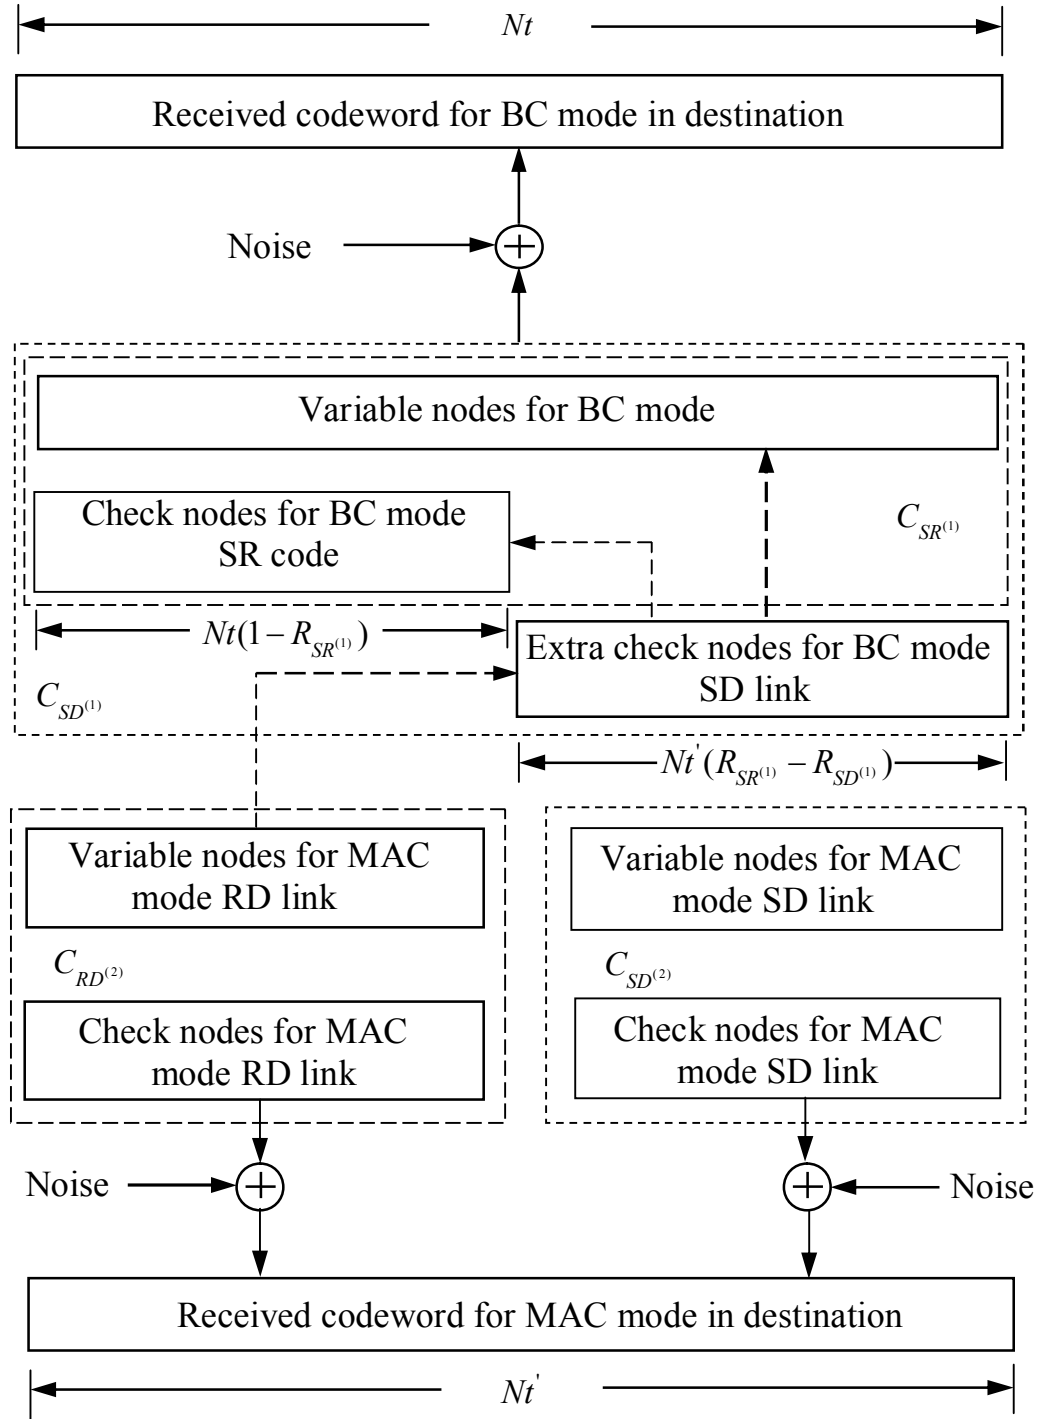 Nt
Received codeword for BC mode in destination
Noise
Variable nodes for BC mode
Check nodes for BC mode
SR code
C_{SR^{(1)}}
Nt(1 − R_{SR^{(1)}})
Extra check nodes for BC mode
SD link
C_{SD^{(1)}}
Nt'(R_{SR^{(1)}} − R_{SD^{(1)}})
Variable nodes for MAC
mode RD link
Variable nodes for MAC
mode SD link
C_{RD^{(2)}}
C_{SD^{(2)}}
Check nodes for MAC
mode RD link
Check nodes for MAC
mode SD link
Noise
Noise
Received codeword for MAC mode in destination
Nt'